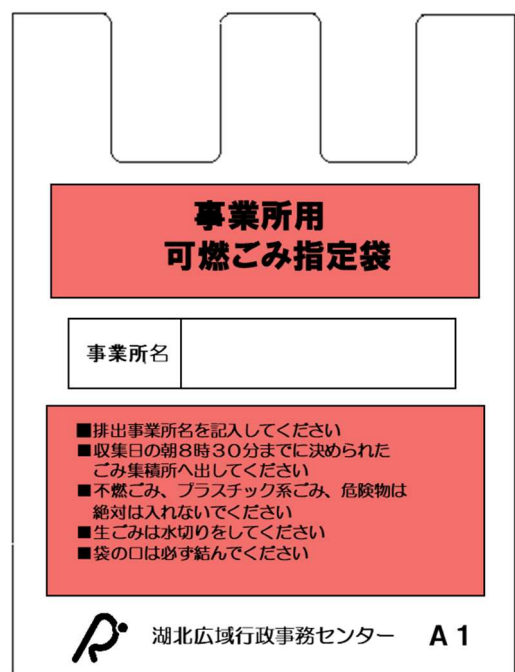 事業所用
可燃ごみ指定袋
事業所名
■排出事業所名を記入してください
■収集日の朝8時30分までに決められた
ごみ集積所へ出してください
■不燃ごみ、プラスチック系ごみ、危険物は
絶対は入れないでください
■生ごみは水切りをしてください
■袋の口は必ず結んでください
湖北広域行政事務センター A1